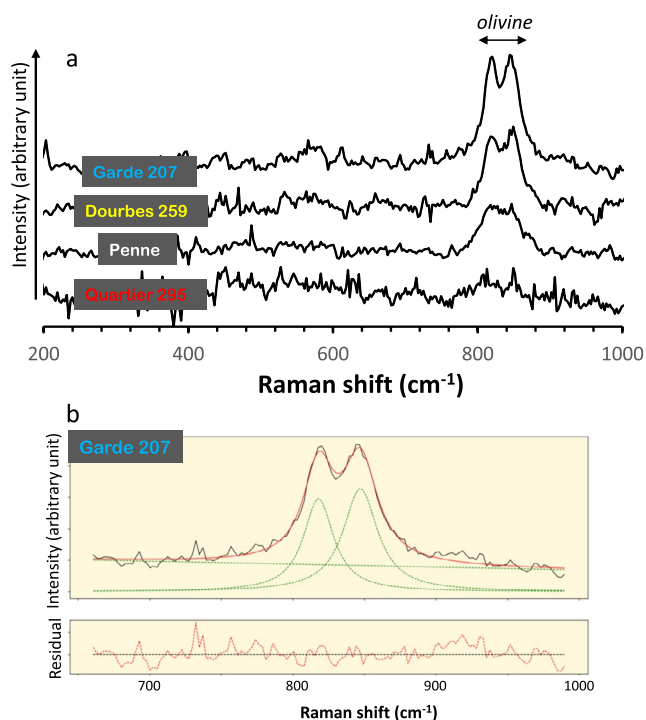 olivine
a
Intensity (arbitrary unit)
Garde 207
Dourbes 259
Penne
Quartier 295
200 400 600 800 1000
Raman shift (cm-1)
b
Garde 207
Intensity (arbitrary unit)
Residual
700 800 900 1000
Raman shift (cm-1)